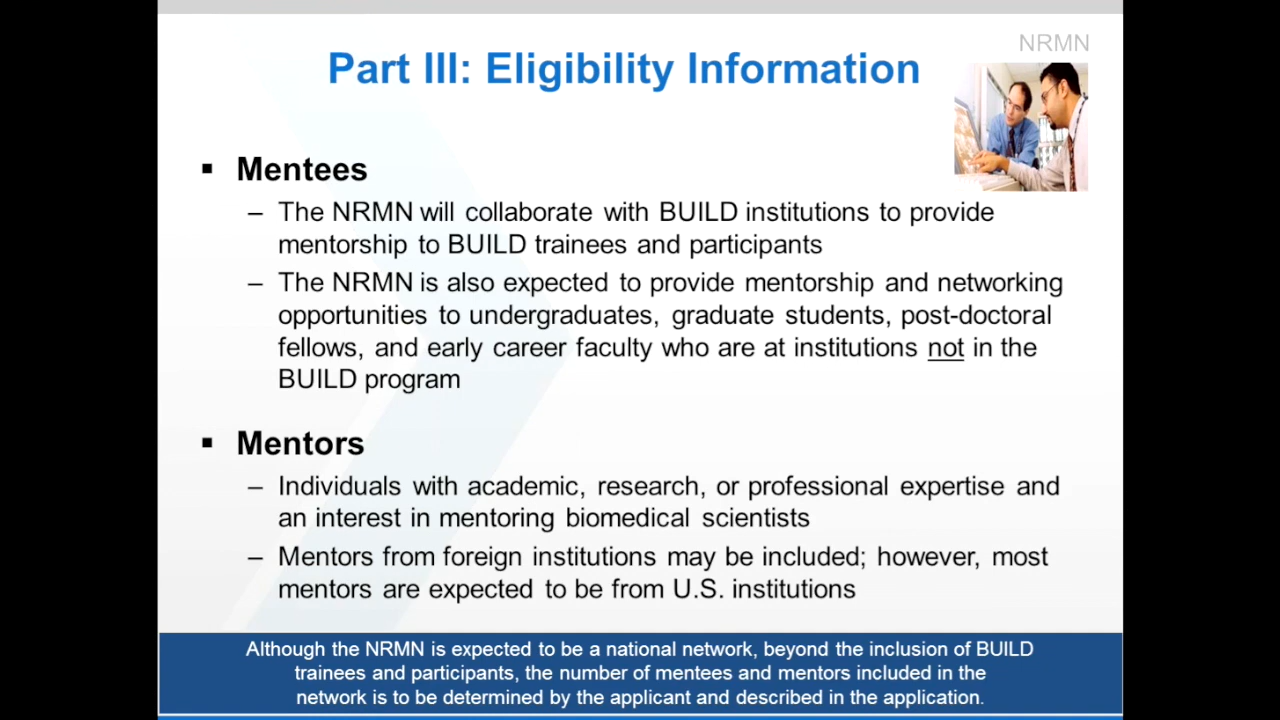 NRMN
Part III: Eligibility Information
▪ Mentees
– The NRMN will collaborate with BUILD institutions to provide
mentorship to BUILD trainees and participants
– The NRMN is also expected to provide mentorship and networking
opportunities to undergraduates, graduate students, post-doctoral
fellows, and early career faculty who are at institutions not in the
BUILD program
▪ Mentors
– Individuals with academic, research, or professional expertise and
an interest in mentoring biomedical scientists
– Mentors from foreign institutions may be included; however, most
mentors are expected to be from U.S. institutions
Although the NRMN is expected to be a national network, beyond the inclusion of BUILD
trainees and participants, the number of mentees and mentors included in the
network is to be determined by the applicant and described in the application.